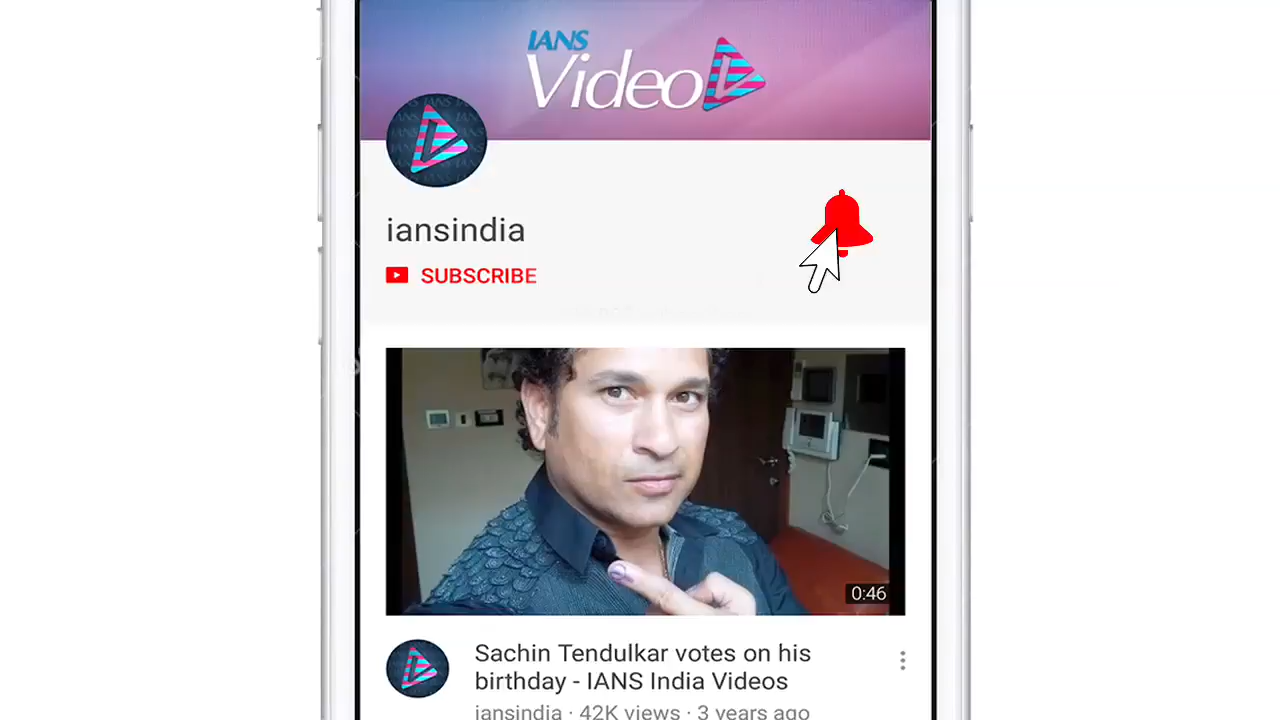 IANS
Video
iansindia
SUBSCRIBE
0:46
Sachin Tendulkar votes on his
birthday - IANS India Videos
iansindia · 42K views · 3 years ago